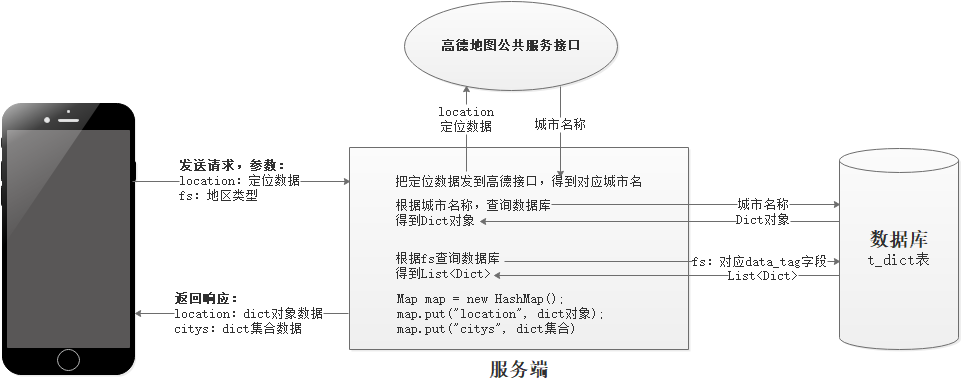 高德地图公共服务接口
location
定位数据
城市名称
发送请求，参数：
location：定位数据
fs：地区类型
把定位数据发到高德接口，得到对应城市名
根据城市名称，查询数据库
得到Dict对象
城市名称
Dict对象
根据fs查询数据库
得到List<Dict>
fs：对应data_tag字段
List<Dict>
数据库
t_dict表
返回响应：
location：dict对象数据
citys：dict集合数据
Map map = new HashMap();
map.put("location", dict对象);
map.put("citys", dict集合)
服务端